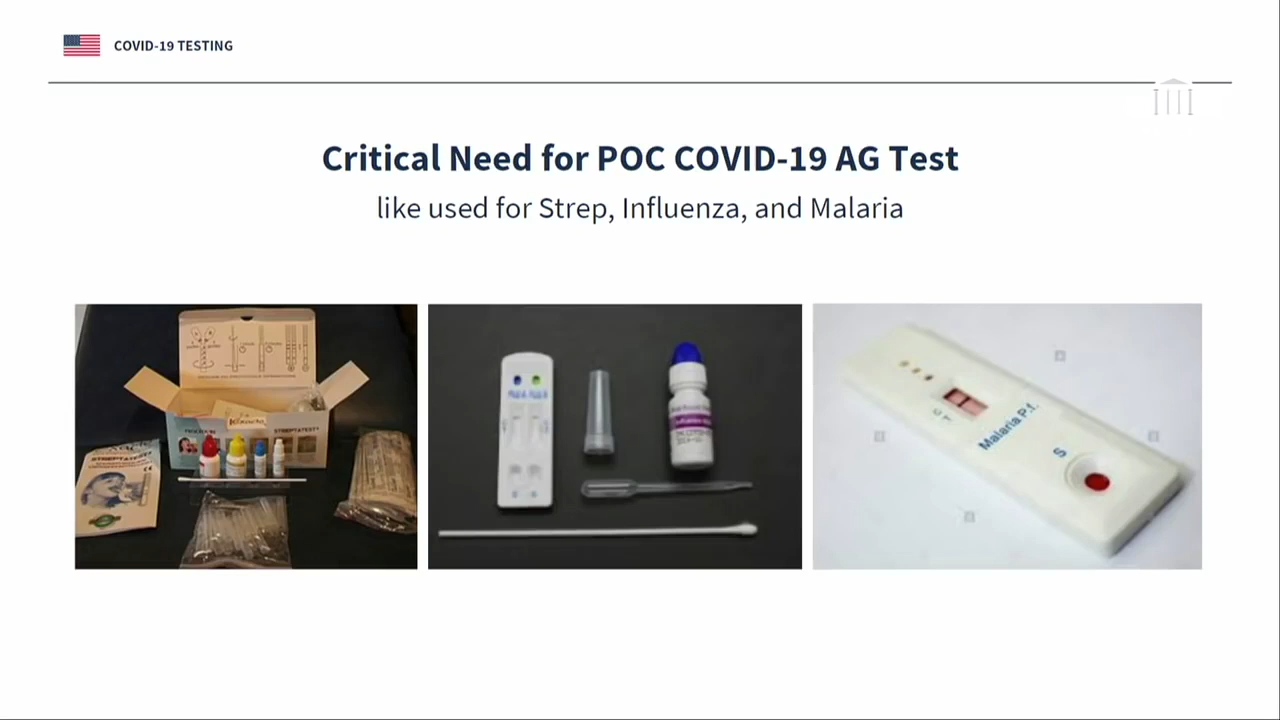 COVID-19 TESTING
Critical Need for POC COVID-19 AG Test
like used for Strep, Influenza, and Malaria
STREPTATEST
C T
Malaria P.f.
S